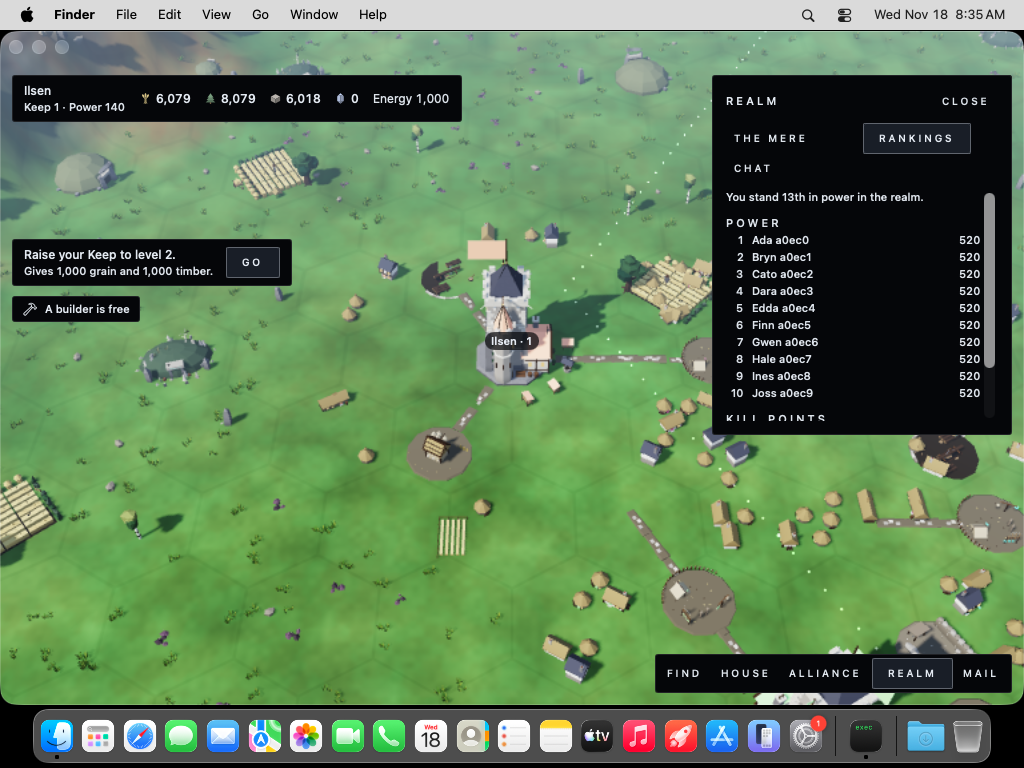 Finder File Edit View Go Window Help Wed Nov 18 8:35 AM
Ilsen
Keep 1 · Power 140
6,079 8,079 6,018 0 Energy 1,000
REALM CLOSE
THE MERE RANKINGS
CHAT
You stand 13th in power in the realm.
POWER
1 Ada a0ec0 520
2 Bryn a0ec1 520
3 Cato a0ec2 520
4 Dara a0ec3 520
5 Edda a0ec4 520
6 Finn a0ec5 520
7 Gwen a0ec6 520
8 Hale a0ec7 520
9 Ines a0ec8 520
10 Joss a0ec9 520
KILL POINTS
Raise your Keep to level 2.
Gives 1,000 grain and 1,000 timber.
GO
A builder is free
Ilsen · 1
FIND HOUSE ALLIANCE REALM MAIL
Wed
18
tv
1
exec